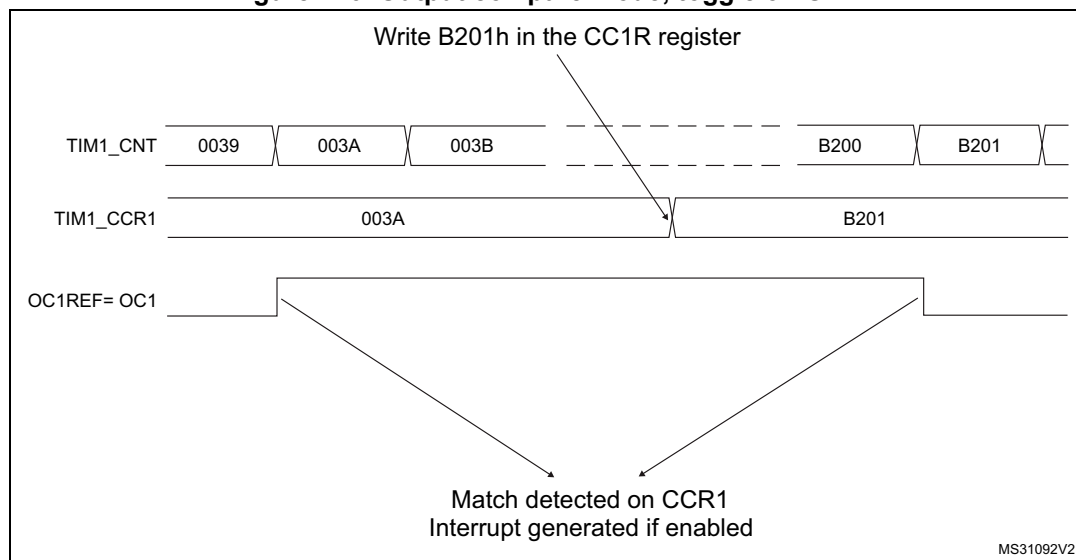 Write B201h in the CC1R register
TIM1_CNT 0039 003A 003B B200 B201
TIM1_CCR1 003A B201
OC1REF= OC1
Match detected on CCR1
Interrupt generated if enabled
MS31092V2